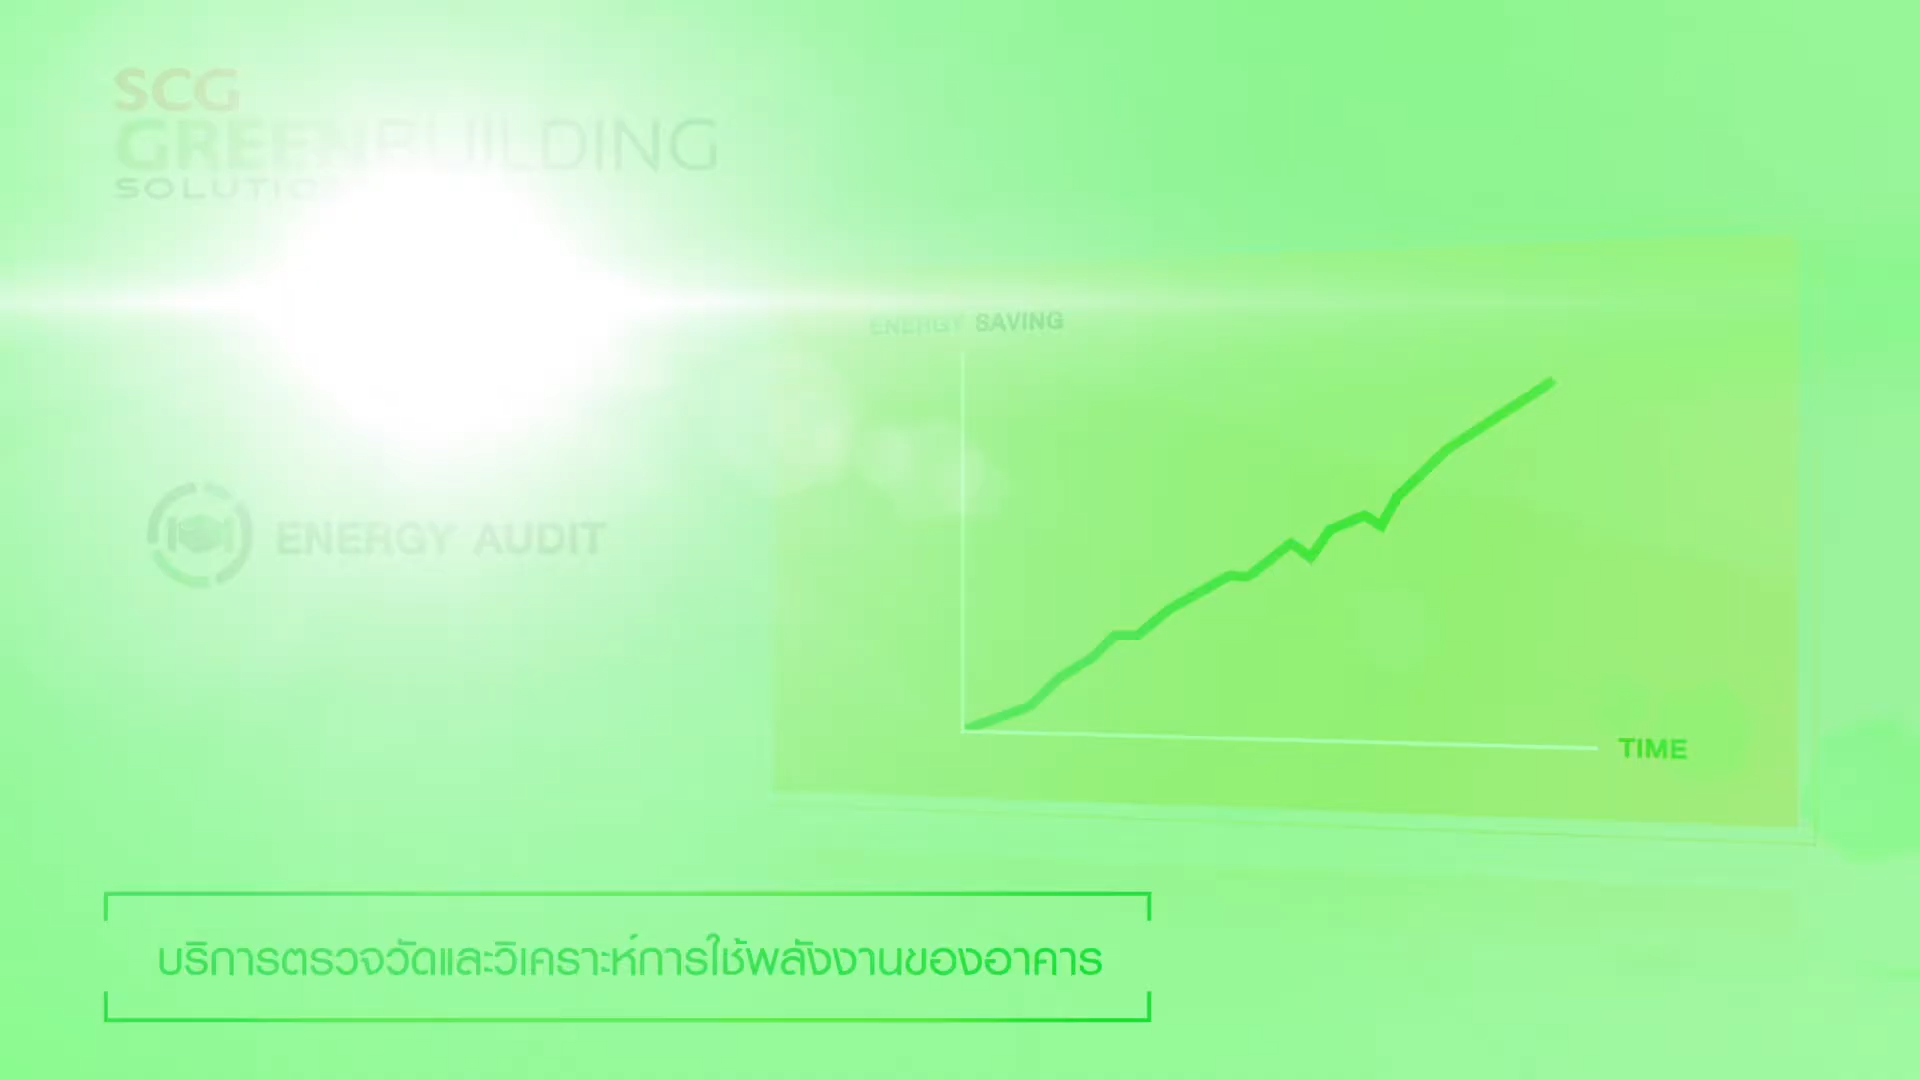 SCG
GREENBUILDING
ENERGY SAVING
ENERGY AUDIT
TIME
บริการตรวจวัดและวิเคราะห์การใช้พลังงานของอาคาร